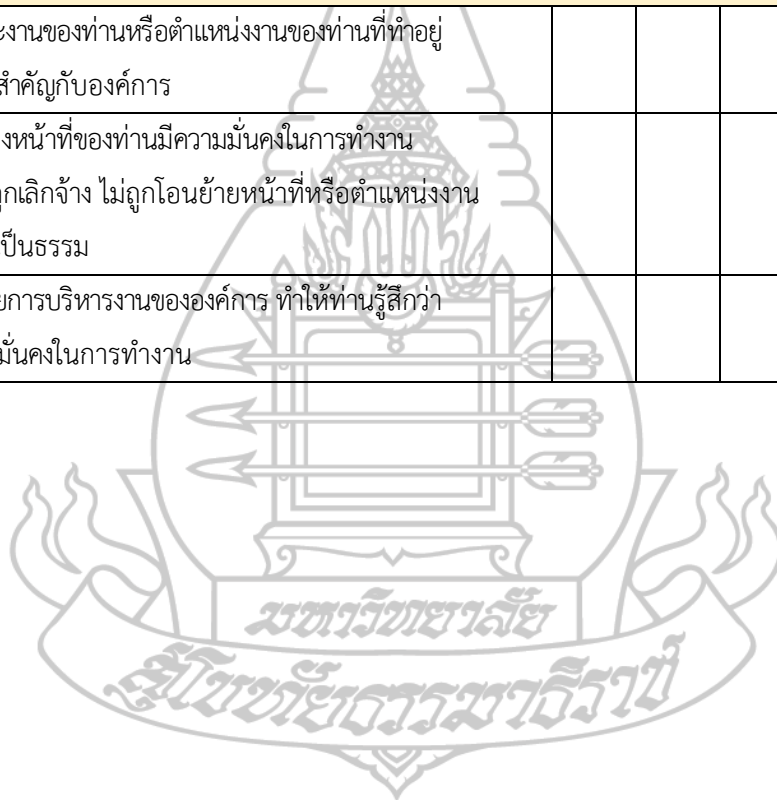 ะงานของท่านหรือตำแหน่งงานของท่านที่ทำอยู่
สำคัญกับองค์การ
งหน้าที่ของท่านมีความมั่นคงในการทำงาน
ูกเลิกจ้าง ไม่ถูกโอนย้ายหน้าที่หรือตำแหน่งงาน
เป็นธรรม
ยการบริหารงานขององค์การ ทำให้ท่านรู้สึกว่า
มั่นคงในการทำงาน
มหาวิทยาลัย
สุโขทัยธรรมาธิราช